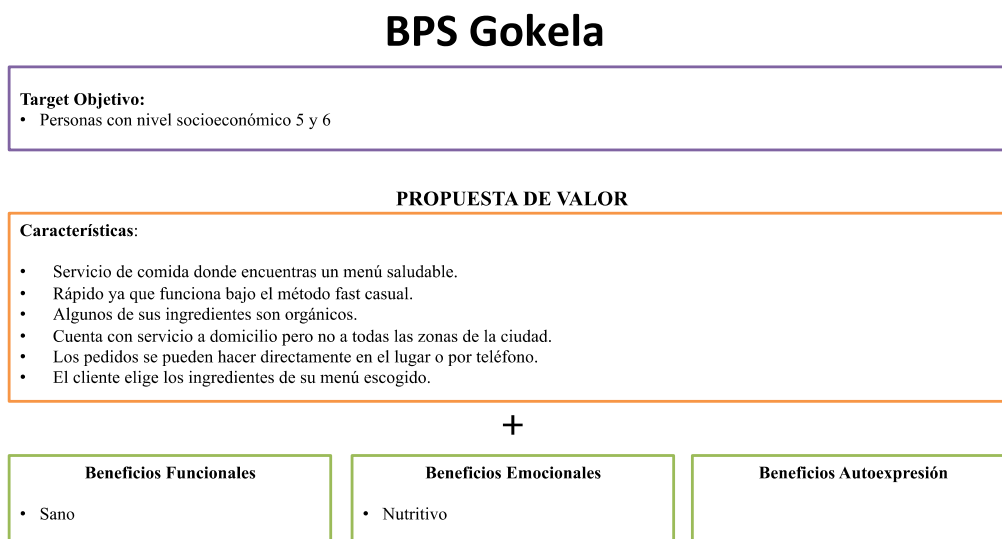 BPS Gokela
Target Objetivo:
• Personas con nivel socioeconómico 5 y 6
PROPUESTA DE VALOR
Características:
• Servicio de comida donde encuentras un menú saludable.
• Rápido ya que funciona bajo el método fast casual.
• Algunos de sus ingredientes son orgánicos.
• Cuenta con servicio a domicilio pero no a todas las zonas de la ciudad.
• Los pedidos se pueden hacer directamente en el lugar o por teléfono.
• El cliente elige los ingredientes de su menú escogido.
+
Beneficios Funcionales
• Sano
Beneficios Emocionales
• Nutritivo
Beneficios Autoexpresión